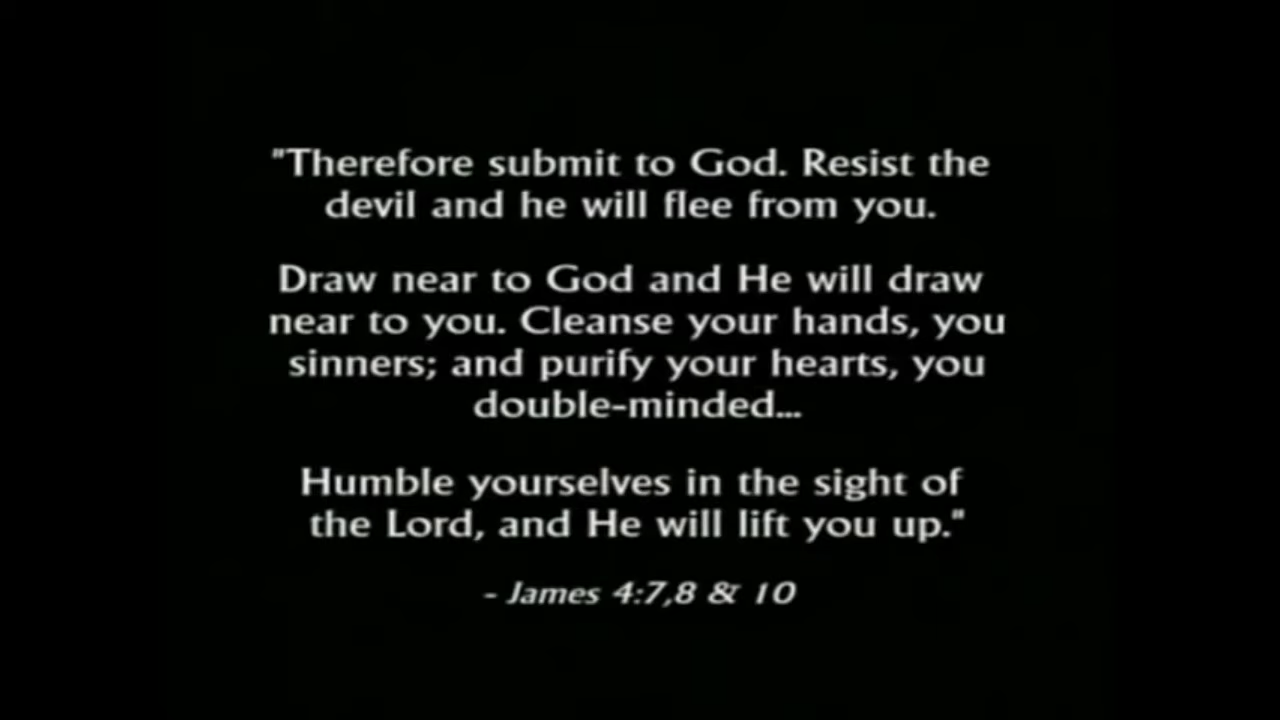 "Therefore submit to God. Resist the
devil and he will flee from you.
Draw near to God and He will draw
near to you. Cleanse your hands, you
sinners; and purify your hearts, you
double-minded...
Humble yourselves in the sight of
the Lord, and He will lift you up."
- James 4:7,8 & 10